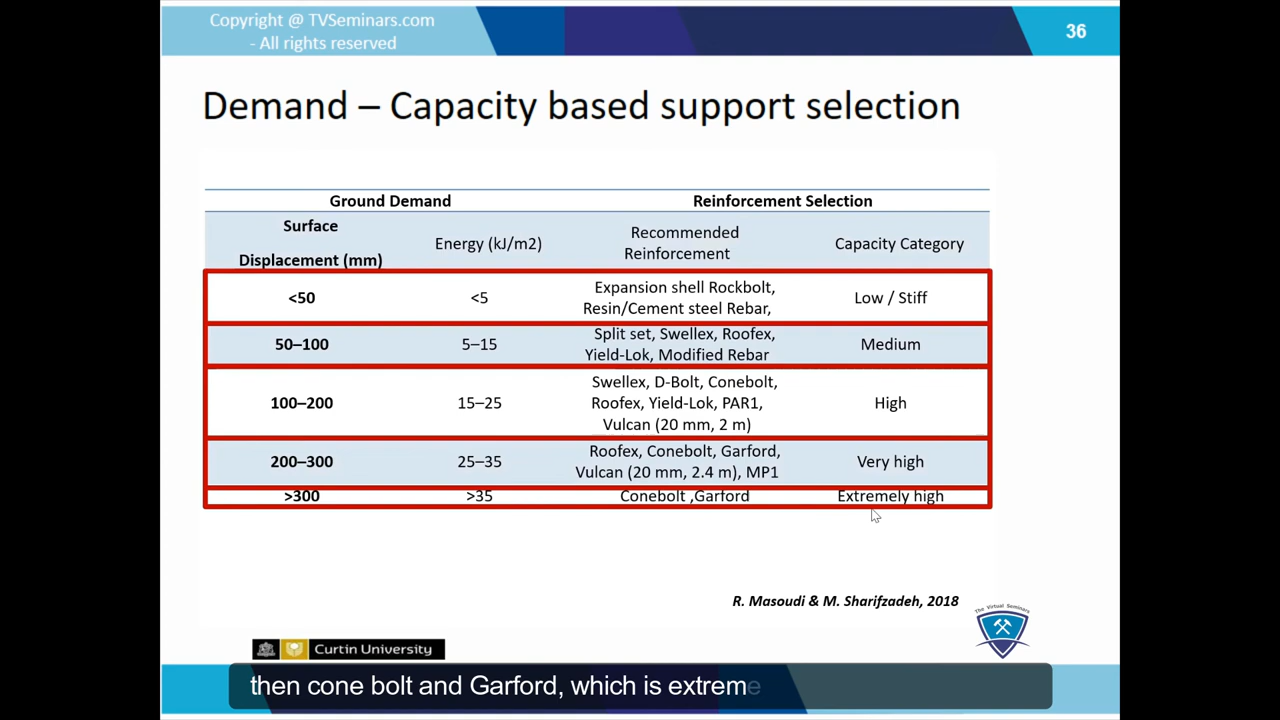 Copyright @ TVSeminars.com
- All rights reserved
36
Demand – Capacity based support selection
Ground Demand
Reinforcement Selection
Surface
Displacement (mm)
Energy (kJ/m2)
Recommended
Reinforcement
Capacity Category
<50
<5
Expansion shell Rockbolt,
Resin/Cement steel Rebar,
Low / Stiff
50–100
5–15
Split set, Swellex, Roofex,
Yield-Lok, Modified Rebar
Medium
100–200
15–25
Swellex, D-Bolt, Conebolt,
Roofex, Yield-Lok, PAR1,
Vulcan (20 mm, 2 m)
High
200–300
25–35
Roofex, Conebolt, Garford,
Vulcan (20 mm, 2.4 m), MP1
Very high
>300
>35
Conebolt ,Garford
Extremely high
R. Masoudi & M. Sharifzadeh, 2018
The Virtual Seminars
Curtin University
then cone bolt and Garford, which is extreme